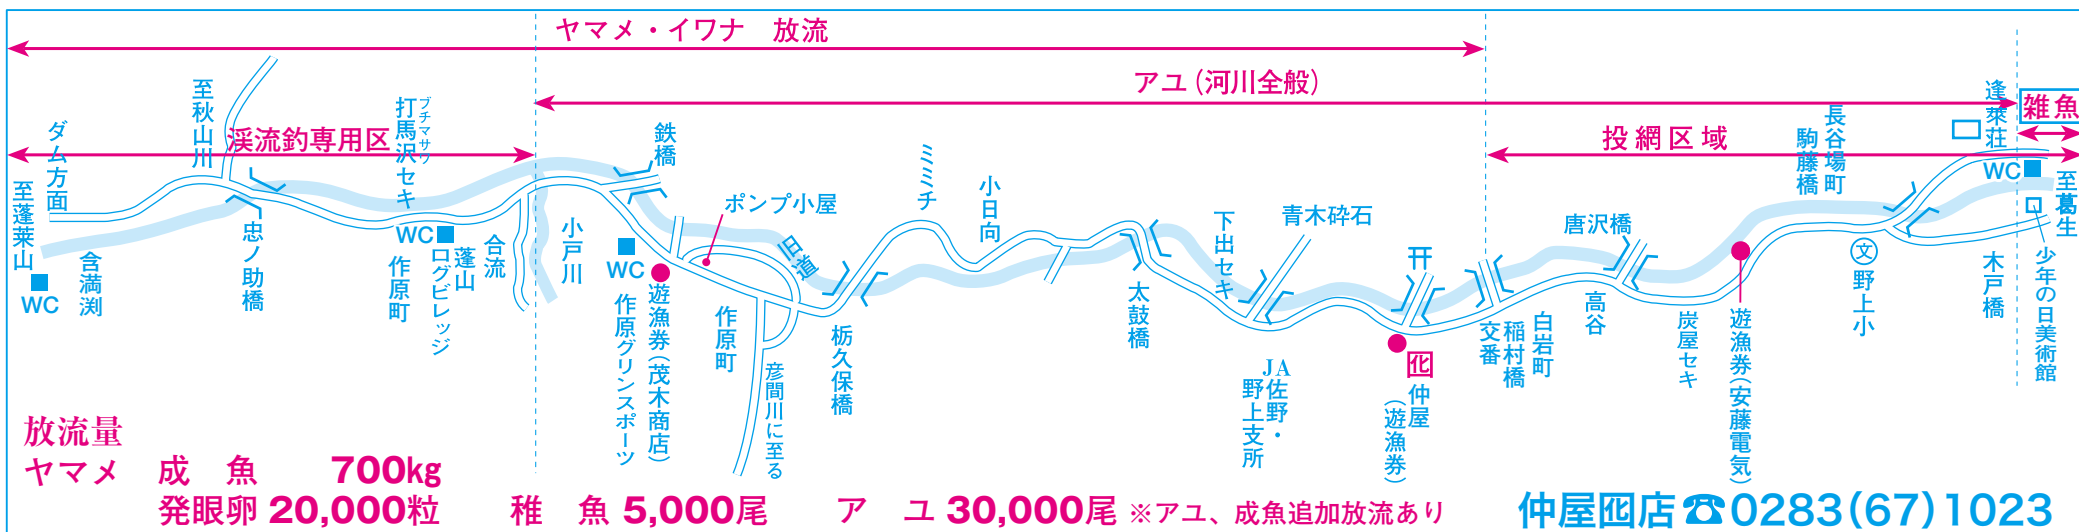 ヤマメ・イワナ 放流
アユ(河川全般)
雑魚
渓流釣専用区
投網区域
至蓬莱山
ダム方面
WC
含満渕
至秋山川
忠ノ助橋
ブチマサワ
打馬沢セキ
WC
作原町
蓬山
ログビレッジ
合流
小戸川
鉄橋
WC
作原グリンスポーツ
遊漁券(茂木商店)
ポンプ小屋
作原町
旧道
彦間川に至る
栃久保橋
ミミチ
小日向
太鼓橋
下出セキ
青木砕石
JA佐野・
野上支所
囮
仲屋
(遊漁券)
交番
稲村橋
白岩町
唐沢橋
高谷
炭屋セキ
遊漁券(安藤電気)
駒藤橋
長谷場町
文
野上小
逢萊荘
WC
木戸橋
至葛生
少年の日美術館
放流量
ヤマメ 成 魚 700kg
発眼卵 20,000粒 稚 魚 5,000尾 ア ユ 30,000尾 ※アユ、成魚追加放流あり
仲屋囮店☎0283(67)1023